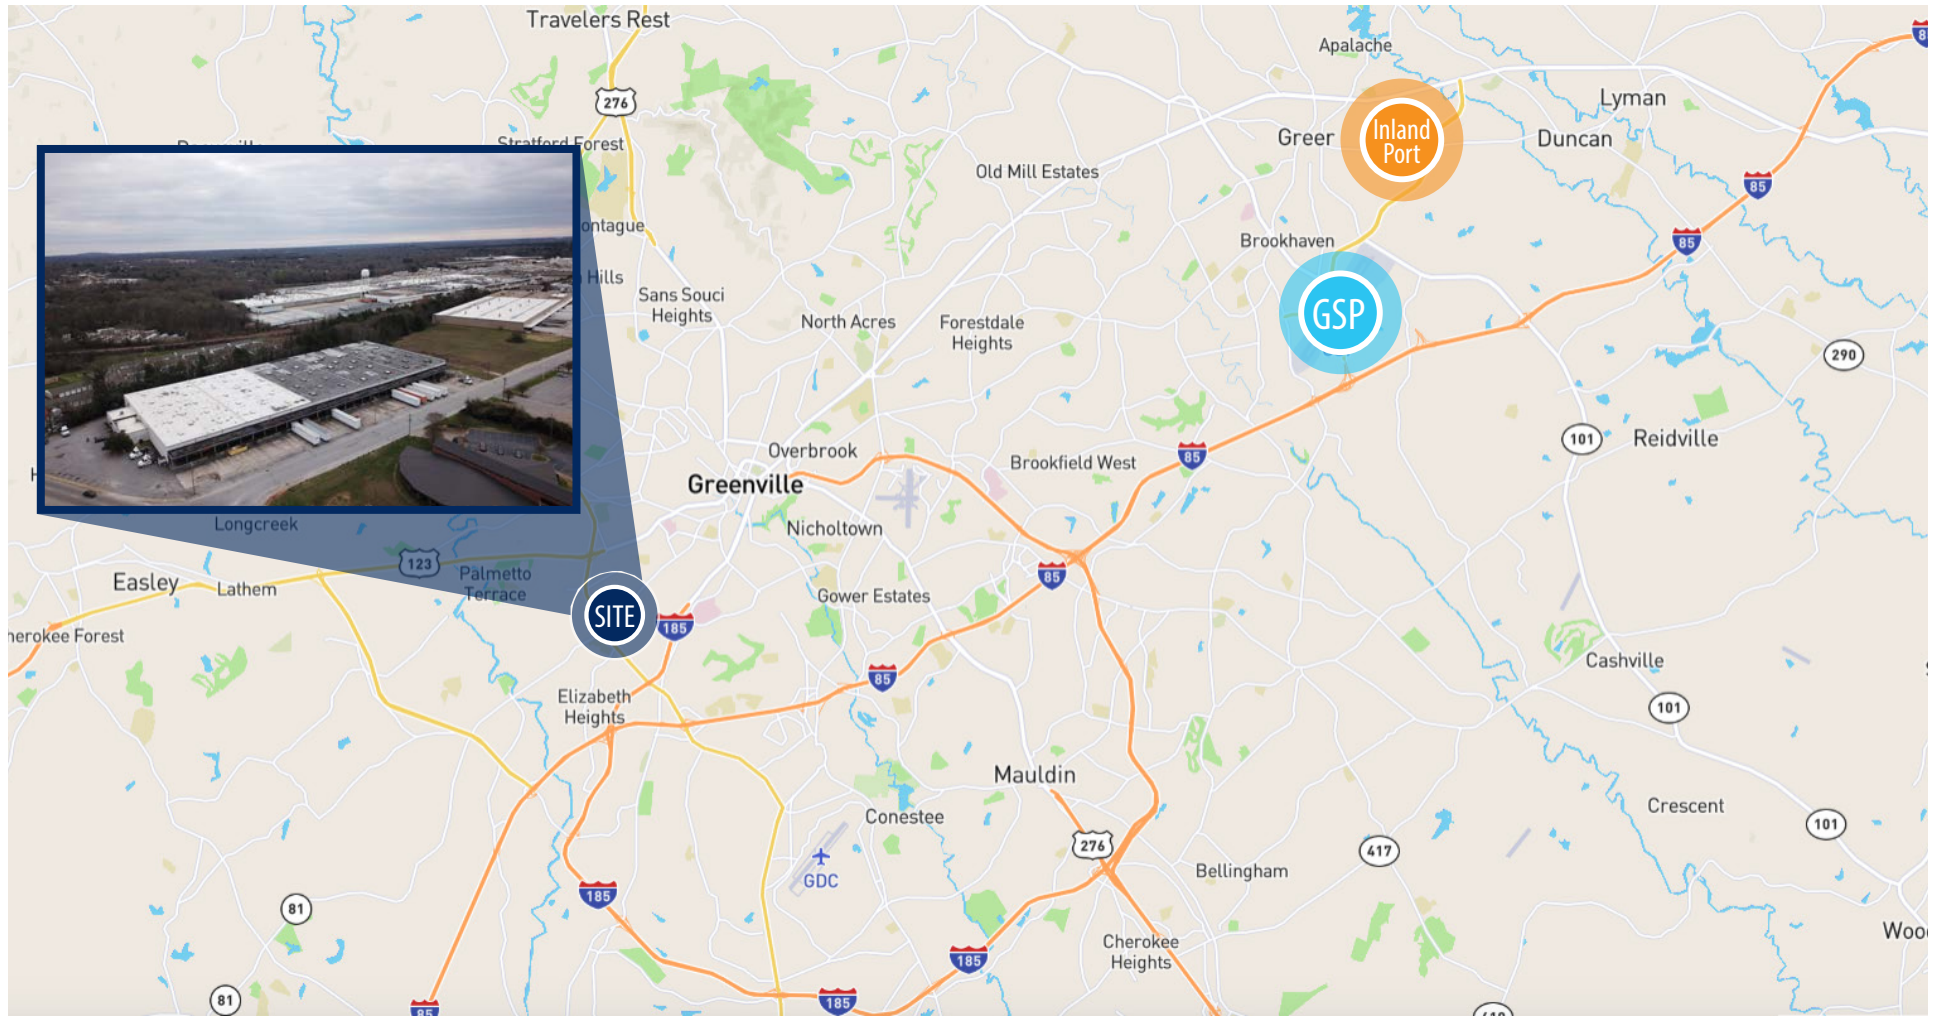 Travelers Rest
Apalache
85
276
Lyman
Inland
Port
Greer
Duncan
Stratford Forest
Old Mill Estates
85
Brookhaven
85
Hills
Sans Souci
Heights
North Acres
Forestdale
Heights
GSP
290
101
Reidville
Overbrook
Brookfield West
85
Greenville
Longcreek
Nicholtown
123
Palmetto
Terrace
Easley
Lathem
85
Gower Estates
SITE
185
herokee Forest
Cashville
85
Elizabeth
Heights
101
Mauldin
Conestee
Crescent
276
417
101
GDC
Bellingham
185
81
Cherokee
Heights
Woo
185
81
185
85